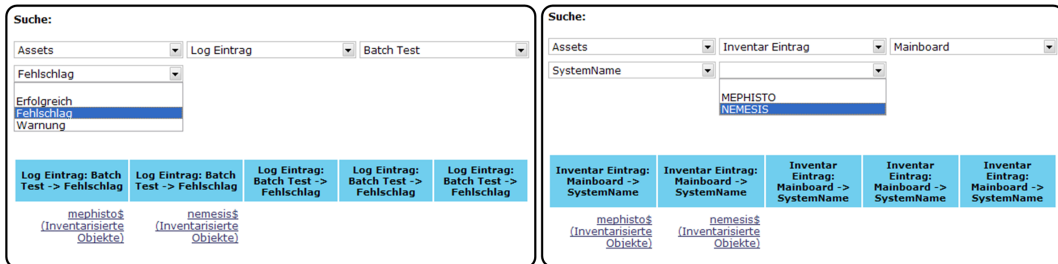 Suche:
Assets Log Eintrag Batch Test
Fehlschlag
Erfolgreich
Fehlschlag
Warnung
Log Eintrag: Batch Test -> Fehlschlag
Log Eintrag: Batch Test -> Fehlschlag
Log Eintrag: Batch Test -> Fehlschlag
Log Eintrag: Batch Test -> Fehlschlag
Log Eintrag: Batch Test -> Fehlschlag
mephisto$ (Inventarisierte Objekte)
nemesis$ (Inventarisierte Objekte)
Suche:
Assets Inventar Eintrag Mainboard
SystemName
MEPHISTO
NEMESIS
Inventar Eintrag: Mainboard -> SystemName
Inventar Eintrag: Mainboard -> SystemName
Inventar Eintrag: Mainboard -> SystemName
Inventar Eintrag: Mainboard -> SystemName
Inventar Eintrag: Mainboard -> SystemName
mephisto$ (Inventarisierte Objekte)
nemesis$ (Inventarisierte Objekte)